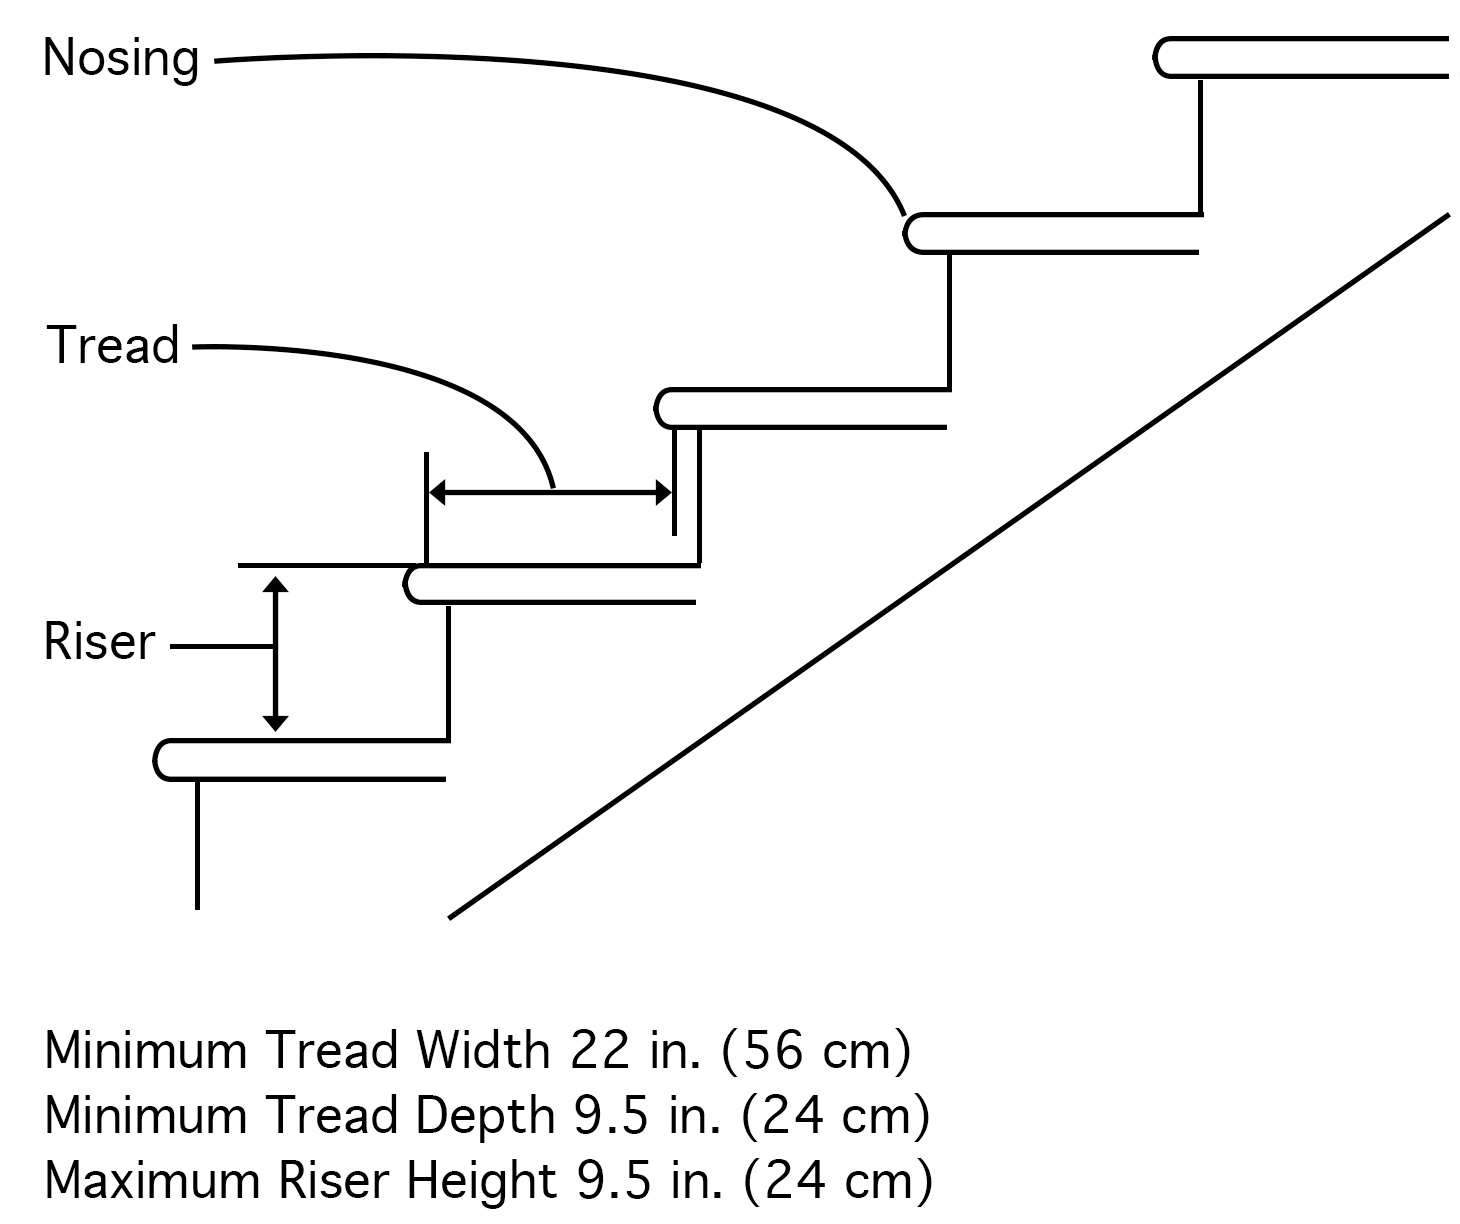 Nosing
Tread
Riser
Minimum Tread Width 22 in. (56 cm)
Minimum Tread Depth 9.5 in. (24 cm)
Maximum Riser Height 9.5 in. (24 cm)